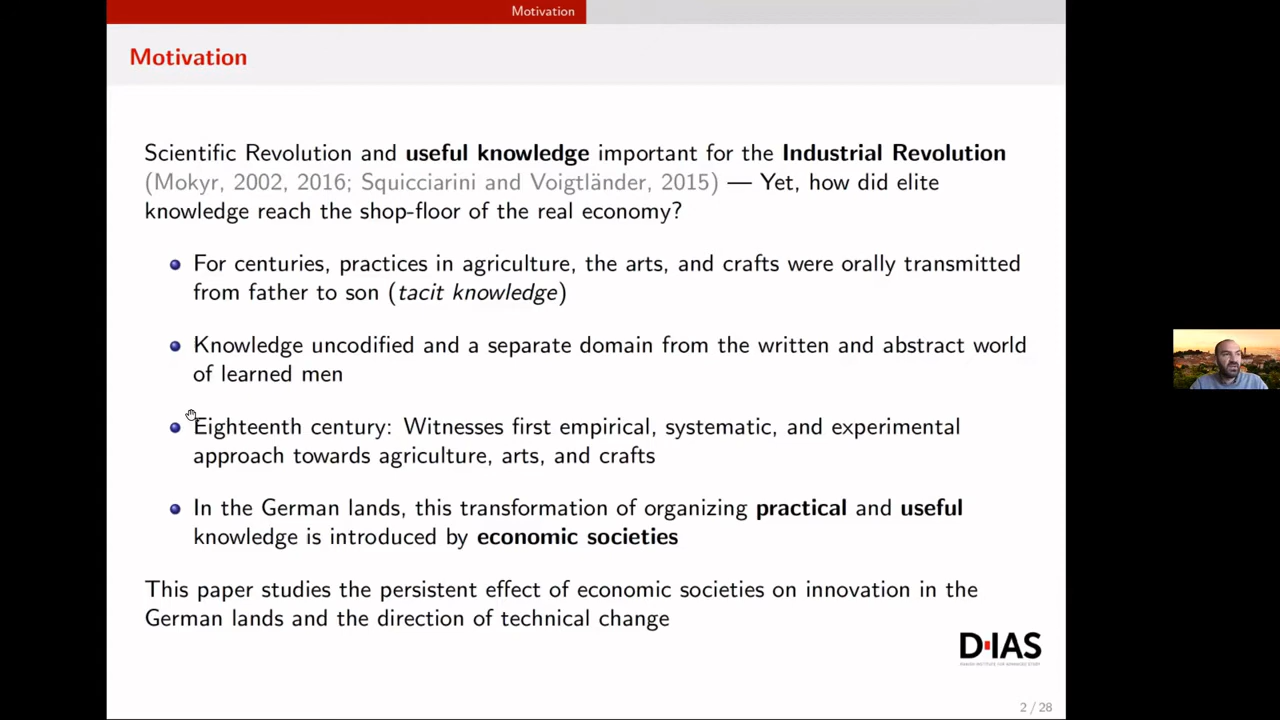 Motivation
Motivation
Scientific Revolution and useful knowledge important for the Industrial Revolution
(Mokyr, 2002, 2016; Squicciarini and Voigtländer, 2015) — Yet, how did elite
knowledge reach the shop-floor of the real economy?
For centuries, practices in agriculture, the arts, and crafts were orally transmitted
from father to son (tacit knowledge)
Knowledge uncodified and a separate domain from the written and abstract world
of learned men
Eighteenth century: Witnesses first empirical, systematic, and experimental
approach towards agriculture, arts, and crafts
In the German lands, this transformation of organizing practical and useful
knowledge is introduced by economic societies
This paper studies the persistent effect of economic societies on innovation in the
German lands and the direction of technical change
D·IAS
DANISH INSTITUTE FOR ADVANCED STUDY
2 / 28